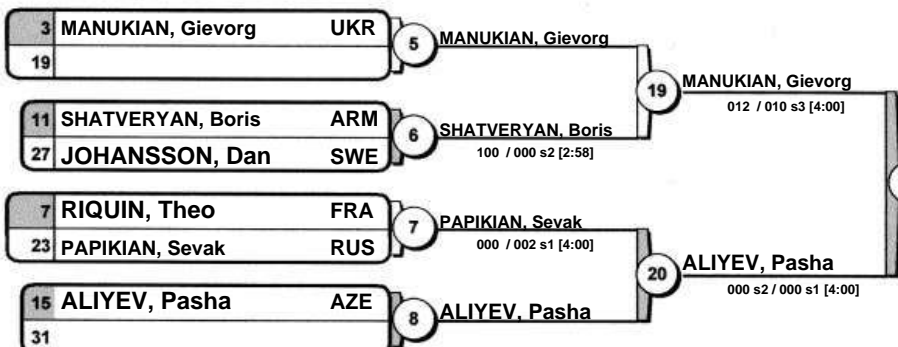 3 MANUKIAN, Gievorg UKR
19
5 MANUKIAN, Gievorg
11 SHATVERYAN, Boris ARM
27 JOHANSSON, Dan SWE
6 SHATVERYAN, Boris
100 / 000 s2 [2:58]
19 MANUKIAN, Gievorg
012 / 010 s3 [4:00]
7 RIQUIN, Theo FRA
23 PAPIKIAN, Sevak RUS
7 PAPIKIAN, Sevak
000 / 002 s1 [4:00]
15 ALIYEV, Pasha AZE
31
8 ALIYEV, Pasha
20 ALIYEV, Pasha
000 s2 / 000 s1 [4:00]